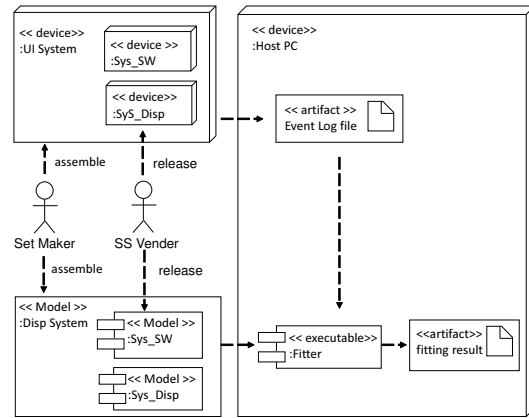 << device>>
:UI System
<< device >>
:Sys_SW
<< device>>
:SyS_Disp
assemble
release
Set Maker
SS Vender
assemble
release
<< Model >>
:Disp System
<< Model >>
:Sys_SW
<< Model >>
:Sys_Disp
<< device>>
:Host PC
<< artifact >>
Event Log file
<< executable>>
:Fitter
<<artifact>>
fitting result